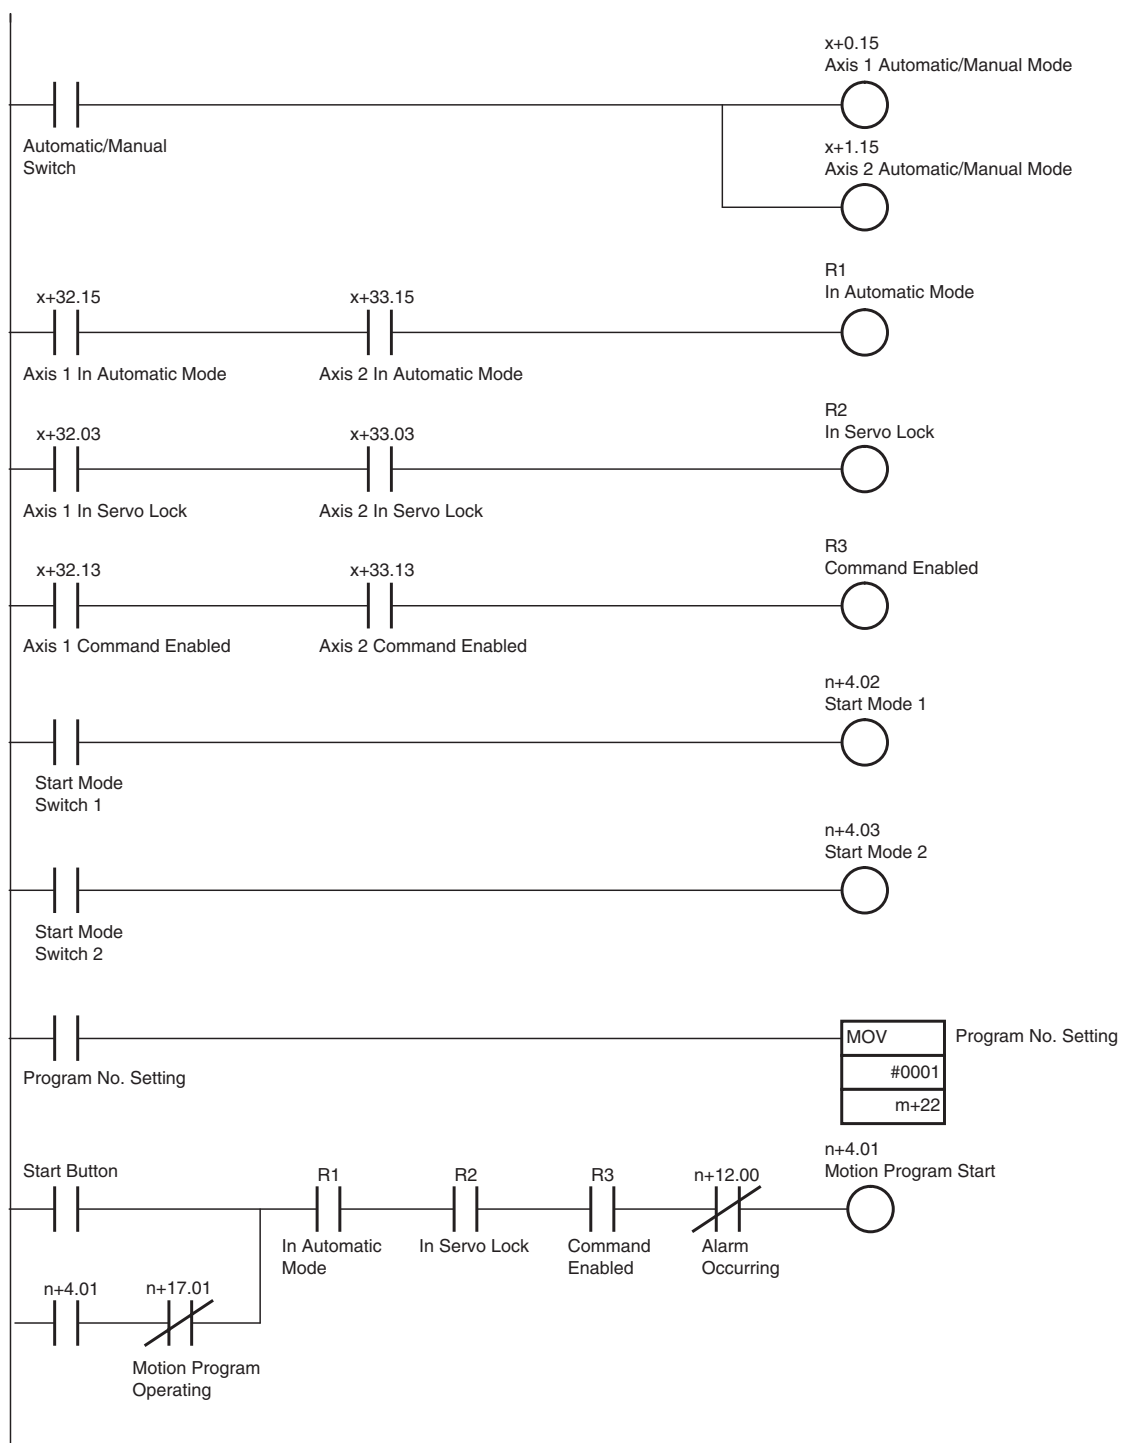 x+0.15
Axis 1 Automatic/Manual Mode
Automatic/Manual
Switch
x+1.15
Axis 2 Automatic/Manual Mode
R1
In Automatic Mode
x+32.15
x+33.15
Axis 1 In Automatic Mode
Axis 2 In Automatic Mode
R2
In Servo Lock
x+32.03
x+33.03
Axis 1 In Servo Lock
Axis 2 In Servo Lock
R3
Command Enabled
x+32.13
x+33.13
Axis 1 Command Enabled
Axis 2 Command Enabled
n+4.02
Start Mode 1
Start Mode
Switch 1
n+4.03
Start Mode 2
Start Mode
Switch 2
MOV
Program No. Setting
#0001
m+22
Program No. Setting
n+4.01
Motion Program Start
Start Button
R1
R2
R3
n+12.00
In Automatic
Mode
In Servo Lock
Command
Enabled
Alarm
Occurring
n+4.01
n+17.01
Motion Program
Operating